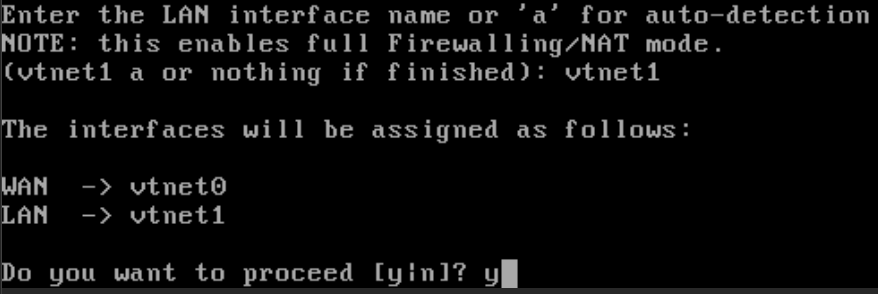 Enter the LAN interface name or 'a' for auto-detection
NOTE: this enables full Firewalling/NAT mode.
(vtnet1 a or nothing if finished): vtnet1
The interfaces will be assigned as follows:
WAN  -> vtnet0
LAN  -> vtnet1
Do you want to proceed [y|n]? y